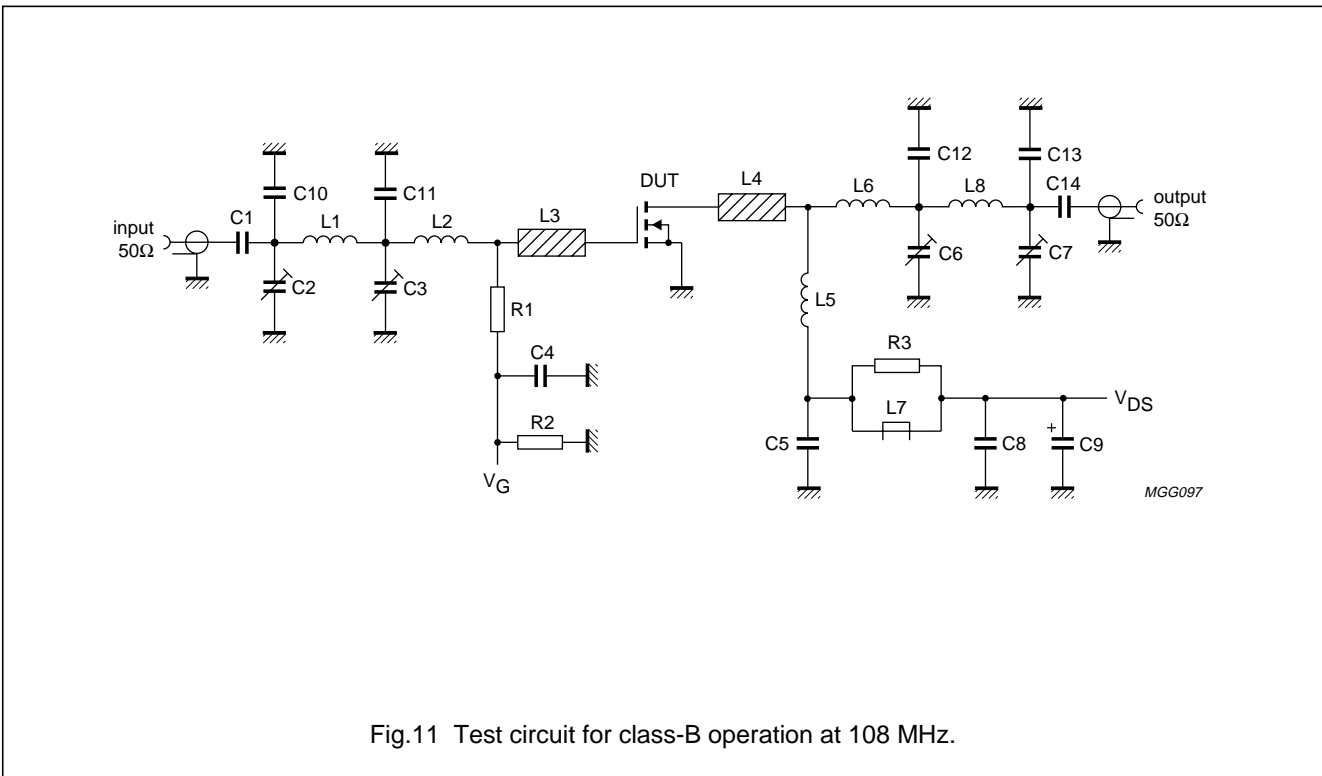 C12
C13
C10
C11
DUT
L4
L6
L8
C14
output
50Ω
input
50Ω
C1
L1
L2
L3
C2
C3
C6
C7
R1
L5
C4
R3
R2
L7
V_DS
C5
C8
+
C9
V_G
MGG097
Fig.11 Test circuit for class-B operation at 108 MHz.